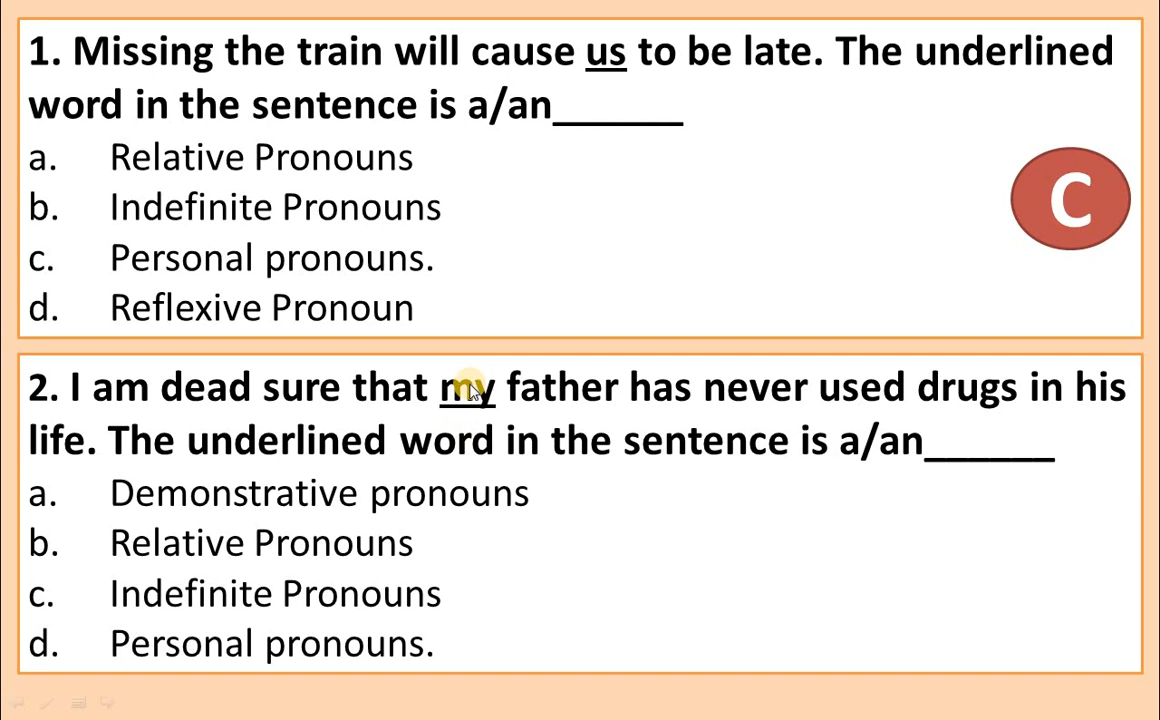 1. Missing the train will cause us to be late. The underlined
word in the sentence is a/an______
a. Relative Pronouns
b. Indefinite Pronouns
c. Personal pronouns.
d. Reflexive Pronoun
C
2. I am dead sure that my father has never used drugs in his
life. The underlined word in the sentence is a/an______
a. Demonstrative pronouns
b. Relative Pronouns
c. Indefinite Pronouns
d. Personal pronouns.